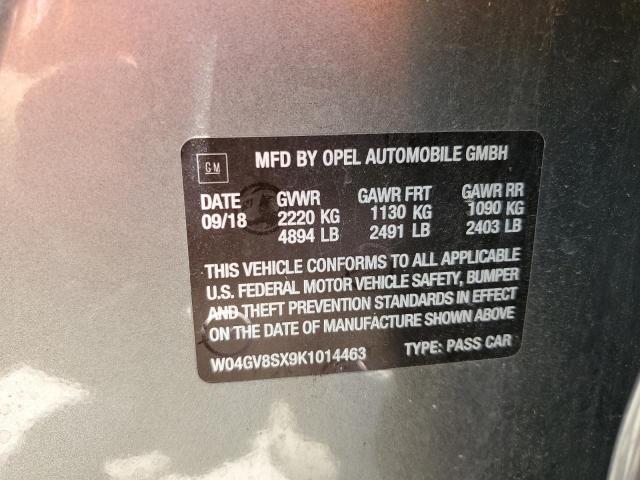 GM
MFD BY OPEL AUTOMOBILE GMBH
DATE GVWR GAWR FRT GAWR RR
09/18 2220 KG 1130 KG 1090 KG
4894 LB 2491 LB 2403 LB
THIS VEHICLE CONFORMS TO ALL APPLICABLE
U.S. FEDERAL MOTOR VEHICLE SAFETY, BUMPER
AND THEFT PREVENTION STANDARDS IN EFFECT
ON THE DATE OF MANUFACTURE SHOWN ABOVE
W04GV8SX9K1014463 TYPE: PASS CAR